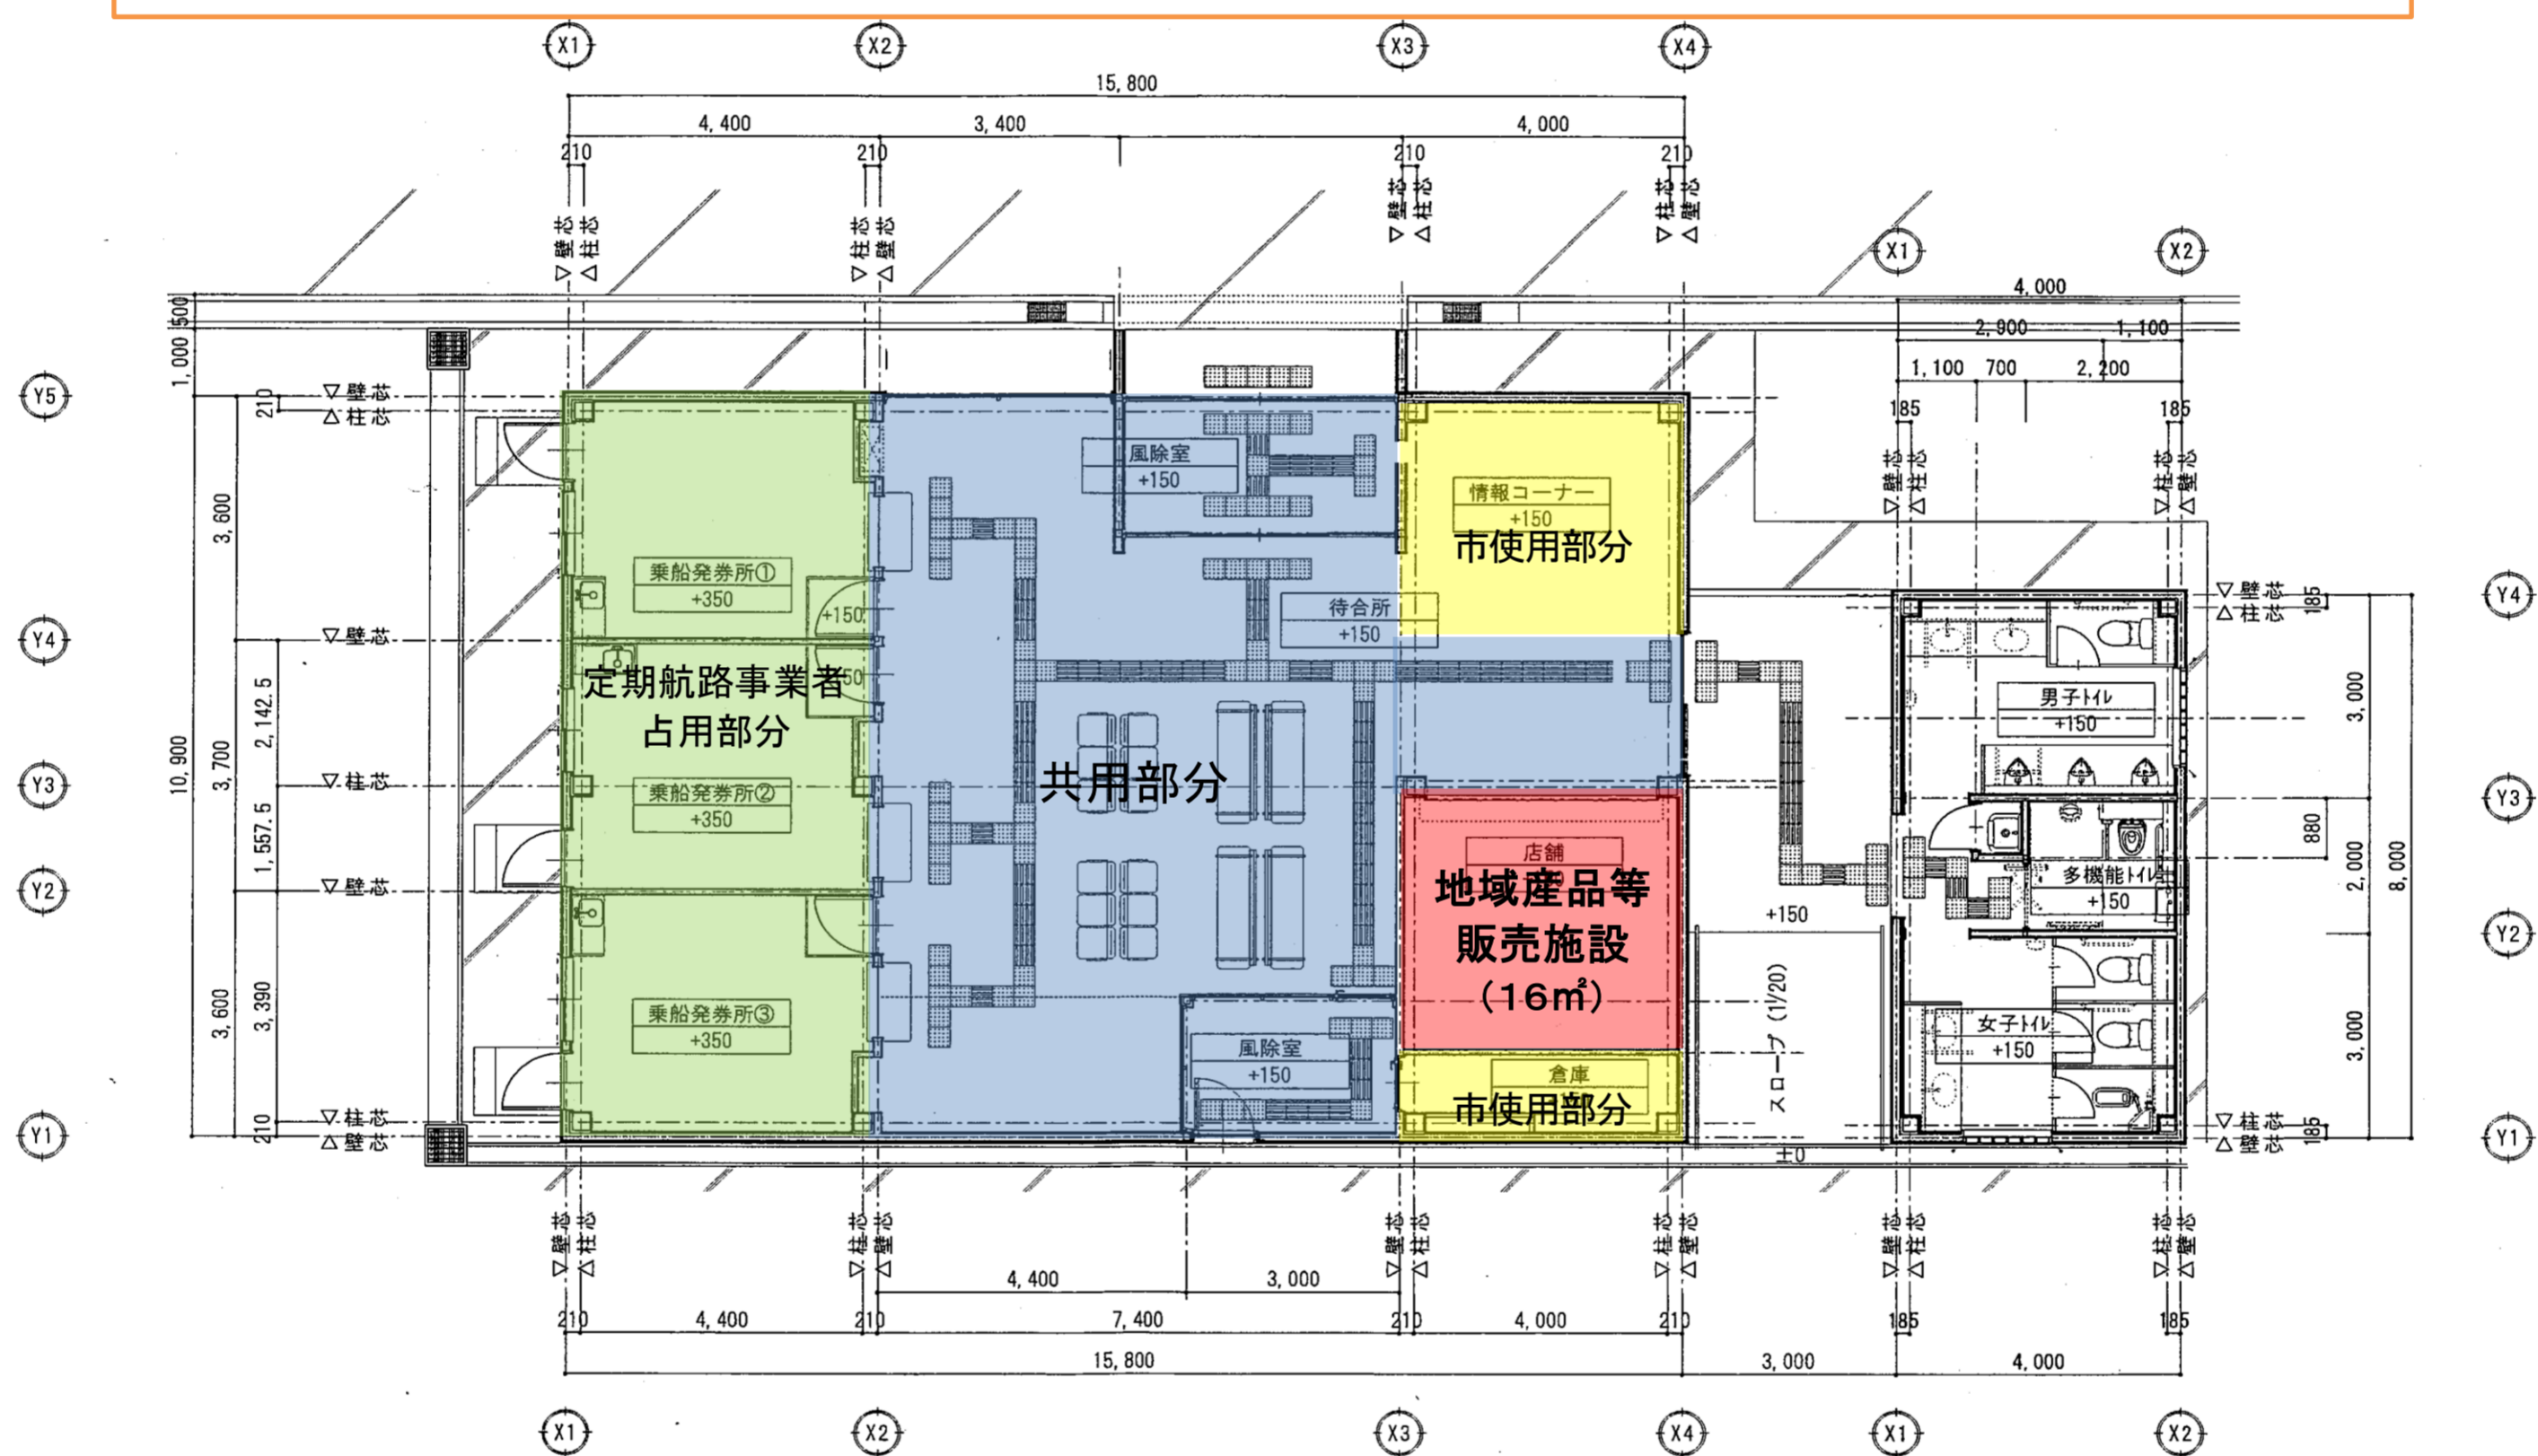 X1 X2 X3 X4
15,800
4,400 3,400 4,000
210 210 210 210
▽壁芯 △柱芯 ▽柱芯 △壁芯 ▽壁芯 △柱芯 ▽柱芯 △壁芯
X1 X2
4,000
2,900 1,100
1,100 700 2,200
185 185
▽壁芯 △柱芯 ▽柱芯 △壁芯
500
1,000
Y5
210
▽壁芯
△柱芯
3,600
Y4
▽壁芯
2,142.5
10,900
3,700
Y3
▽柱芯
1,557.5
Y2
▽壁芯
3,600
3,390
210
Y1
▽柱芯
△壁芯
乗船発券所①
+350
+150
定期航路事業者
占用部分
乗船発券所②
+350
乗船発券所③
+350
風除室
+150
待合所
+150
共用部分
風除室
+150
情報コーナー
+150
市使用部分
店舗
地域産品等
販売施設
(16㎡)
倉庫
市使用部分
+150
スロープ (1/20)
±0
男子トイレ
+150
多機能トイレ
+150
女子トイレ
+150
▽壁芯
△柱芯
185
Y4
3,000
Y3
880
2,000
8,000
Y2
3,000
▽柱芯
△壁芯
185
Y1
▽壁芯 △柱芯 ▽柱芯 △壁芯 ▽壁芯 △柱芯 ▽柱芯 △壁芯 ▽壁芯 △柱芯 ▽柱芯 △壁芯
4,400 3,000
210 4,400 210 7,400 210 4,000 210 185 185
15,800 3,000 4,000
X1 X2 X3 X4 X1 X2